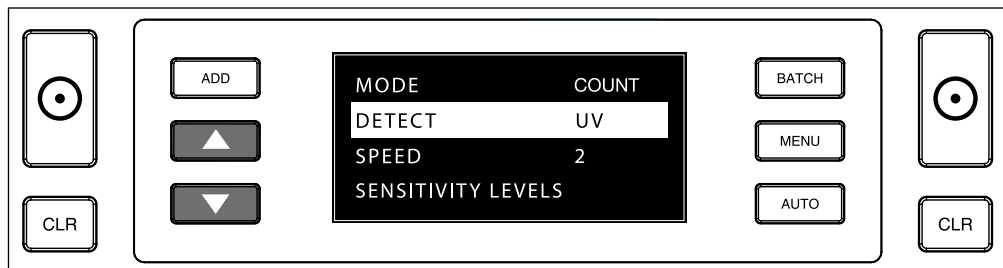 ADD
MODE COUNT
DETECT UV
SPEED 2
SENSITIVITY LEVELS
BATCH
MENU
AUTO
CLR
CLR